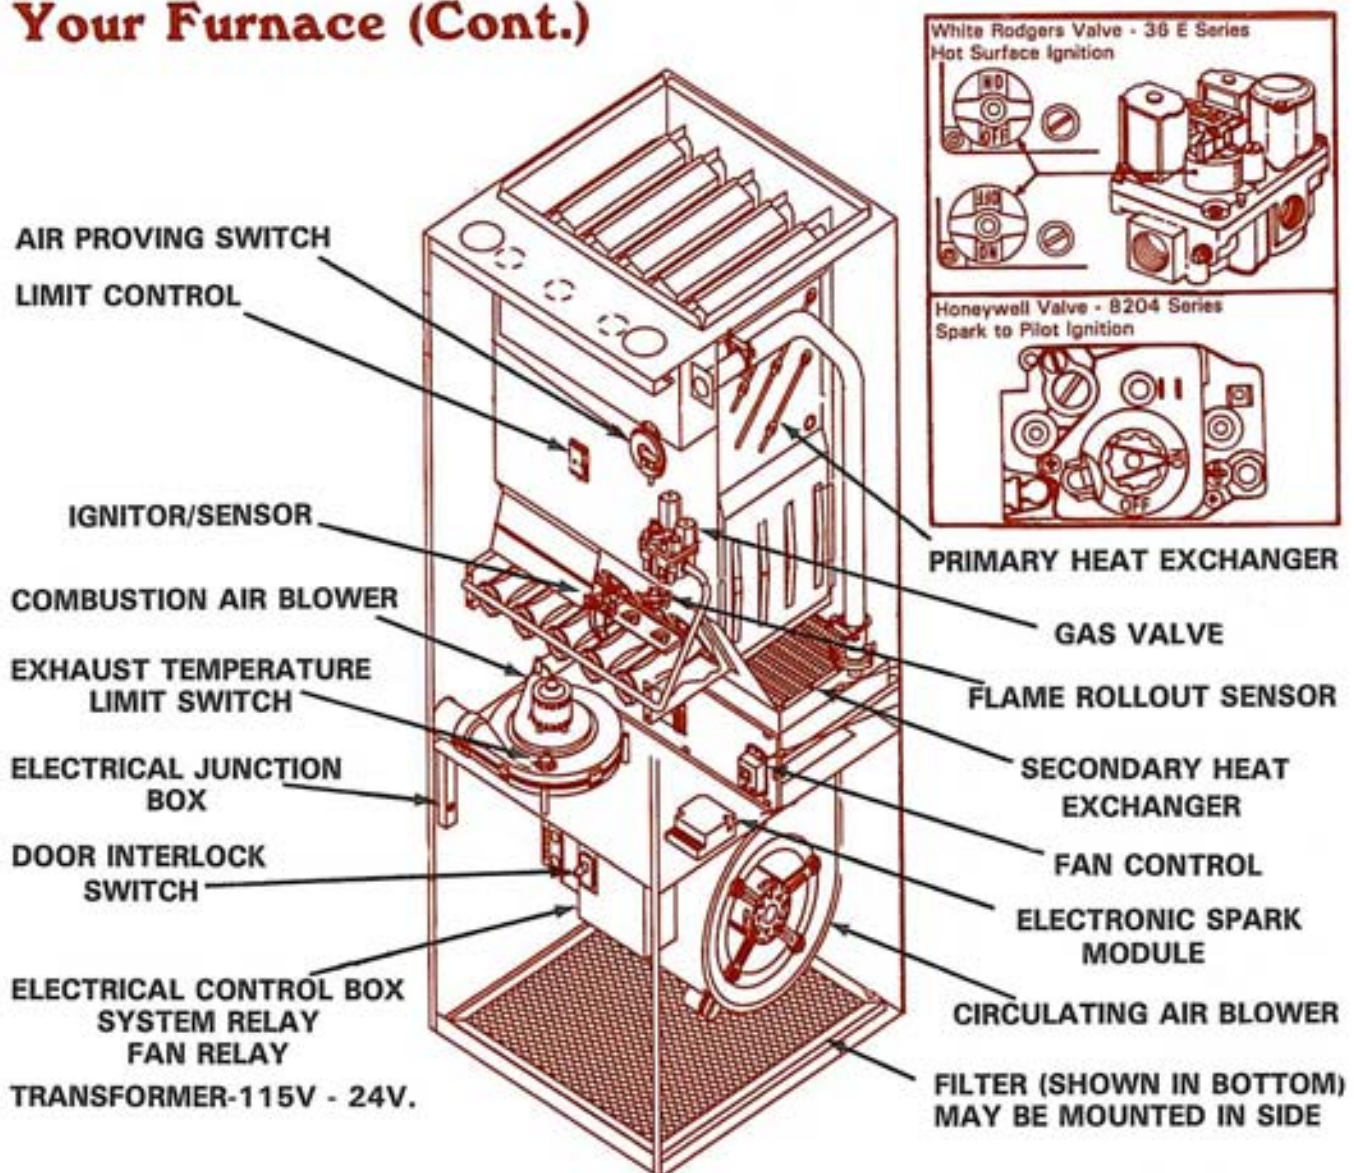 Your Furnace (Cont.)
White Rodgers Valve - 36 E Series
Hot Surface Ignition
ON
OFF
OFF
ON
Honeywell Valve - 8204 Series
Spark to Pilot Ignition
OFF
AIR PROVING SWITCH
LIMIT CONTROL
IGNITOR/SENSOR
COMBUSTION AIR BLOWER
EXHAUST TEMPERATURE
LIMIT SWITCH
ELECTRICAL JUNCTION
BOX
DOOR INTERLOCK
SWITCH
ELECTRICAL CONTROL BOX
SYSTEM RELAY
FAN RELAY
TRANSFORMER-115V - 24V.
PRIMARY HEAT EXCHANGER
GAS VALVE
FLAME ROLLOUT SENSOR
SECONDARY HEAT
EXCHANGER
FAN CONTROL
ELECTRONIC SPARK
MODULE
CIRCULATING AIR BLOWER
FILTER (SHOWN IN BOTTOM)
MAY BE MOUNTED IN SIDE